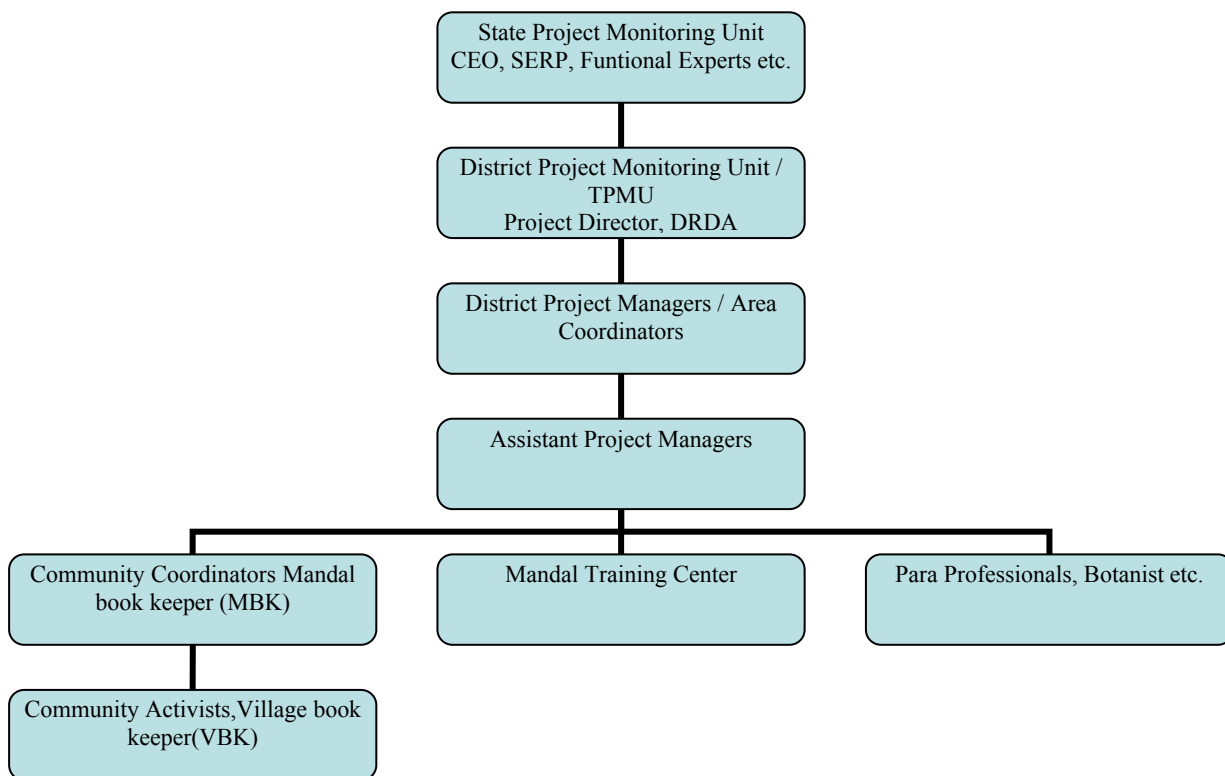 State Project Monitoring Unit
CEO, SERP, Funtional Experts etc.
District Project Monitoring Unit /
TPMU
Project Director, DRDA
District Project Managers / Area
Coordinators
Assistant Project Managers
Community Coordinators Mandal
book keeper (MBK)
Mandal Training Center
Para Professionals, Botanist etc.
Community Activists,Village book
keeper(VBK)